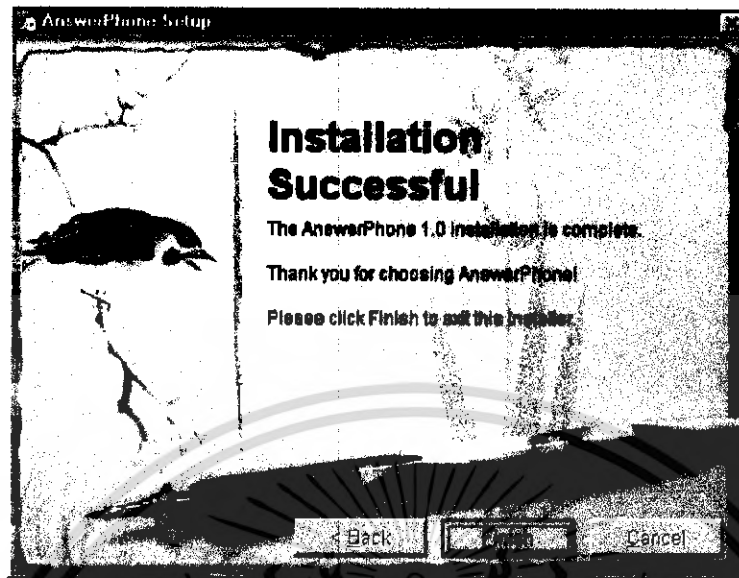 AnswerPhone Setup
Installation
Successful
The AnswerPhone 1.0 installation is complete.
Thank you for choosing AnswerPhone!
Please click Finish to exit this installer.
< Back Finish Cancel